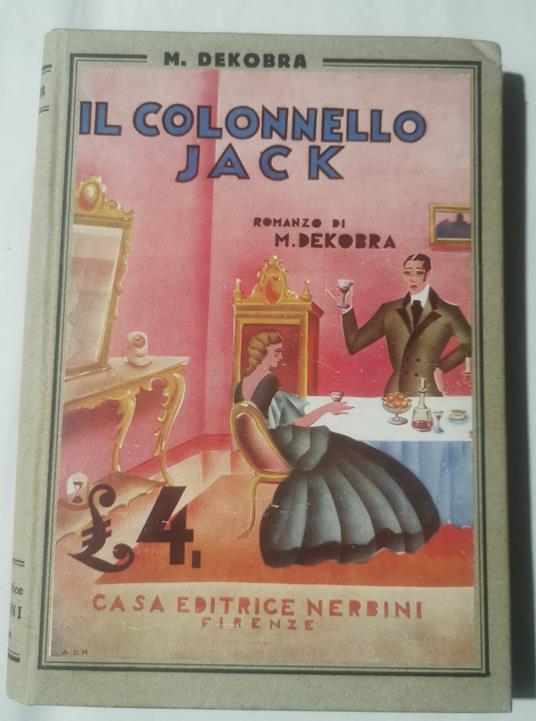 M. DEKOBRA
IL COLONNELLO
JACK
ROMANZO DI
M. DEKOBRA
£ 4.
CASA EDITRICE NERBINI
FIRENZE
A.D.M